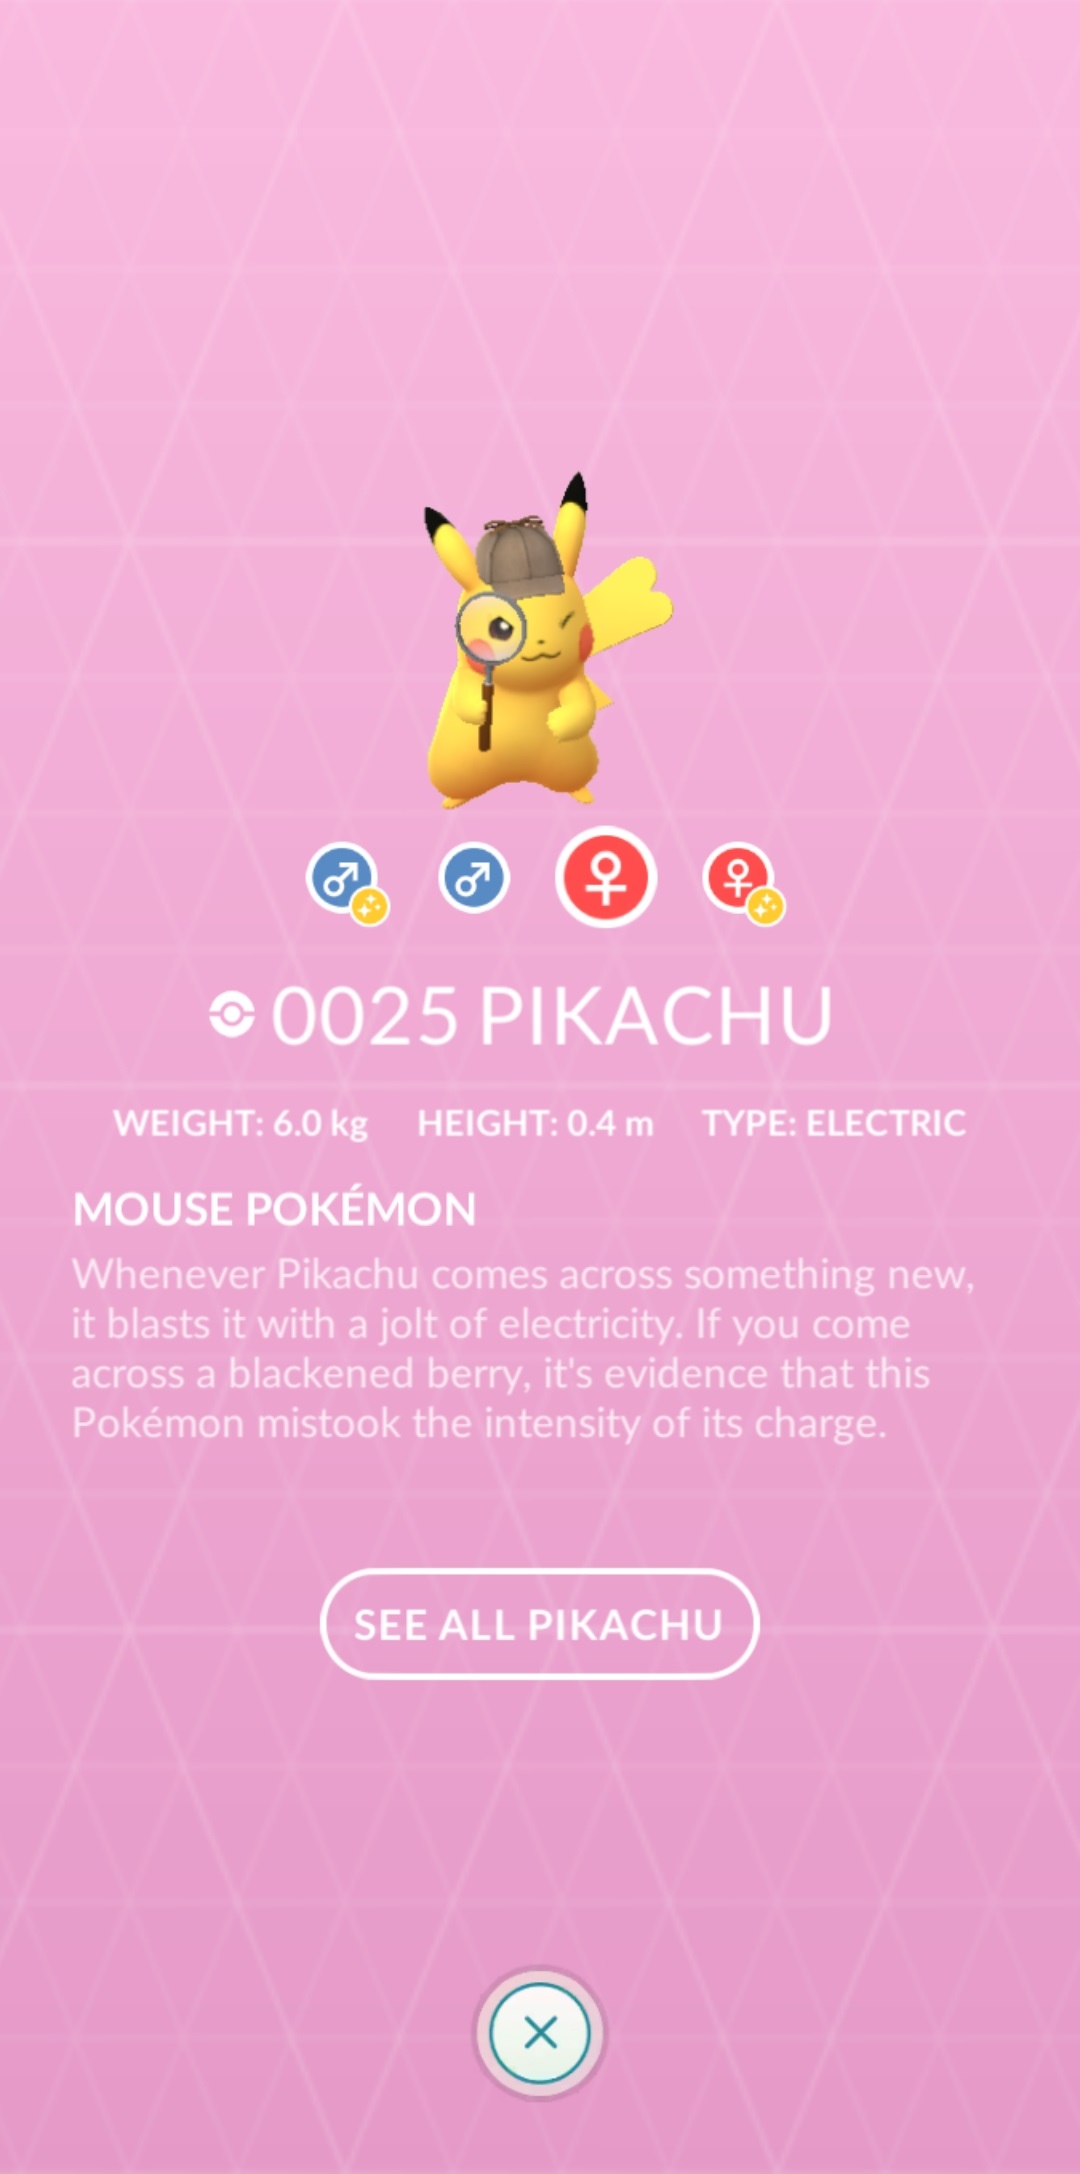 0025 PIKACHU
WEIGHT: 6.0 kg HEIGHT: 0.4 m TYPE: ELECTRIC
MOUSE POKÉMON
Whenever Pikachu comes across something new,
it blasts it with a jolt of electricity. If you come
across a blackened berry, it's evidence that this
Pokémon mistook the intensity of its charge.
SEE ALL PIKACHU